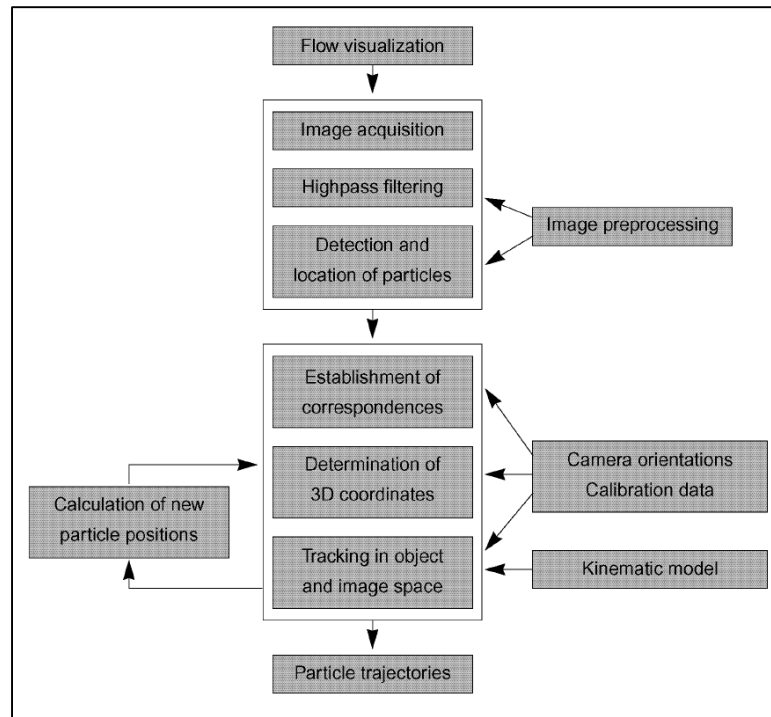 Flow visualization
Image acquisition
Highpass filtering
Detection and
location of particles
Image preprocessing
Establishment of
correspondences
Determination of
3D coordinates
Tracking in object
and image space
Calculation of new
particle positions
Camera orientations
Calibration data
Kinematic model
Particle trajectories